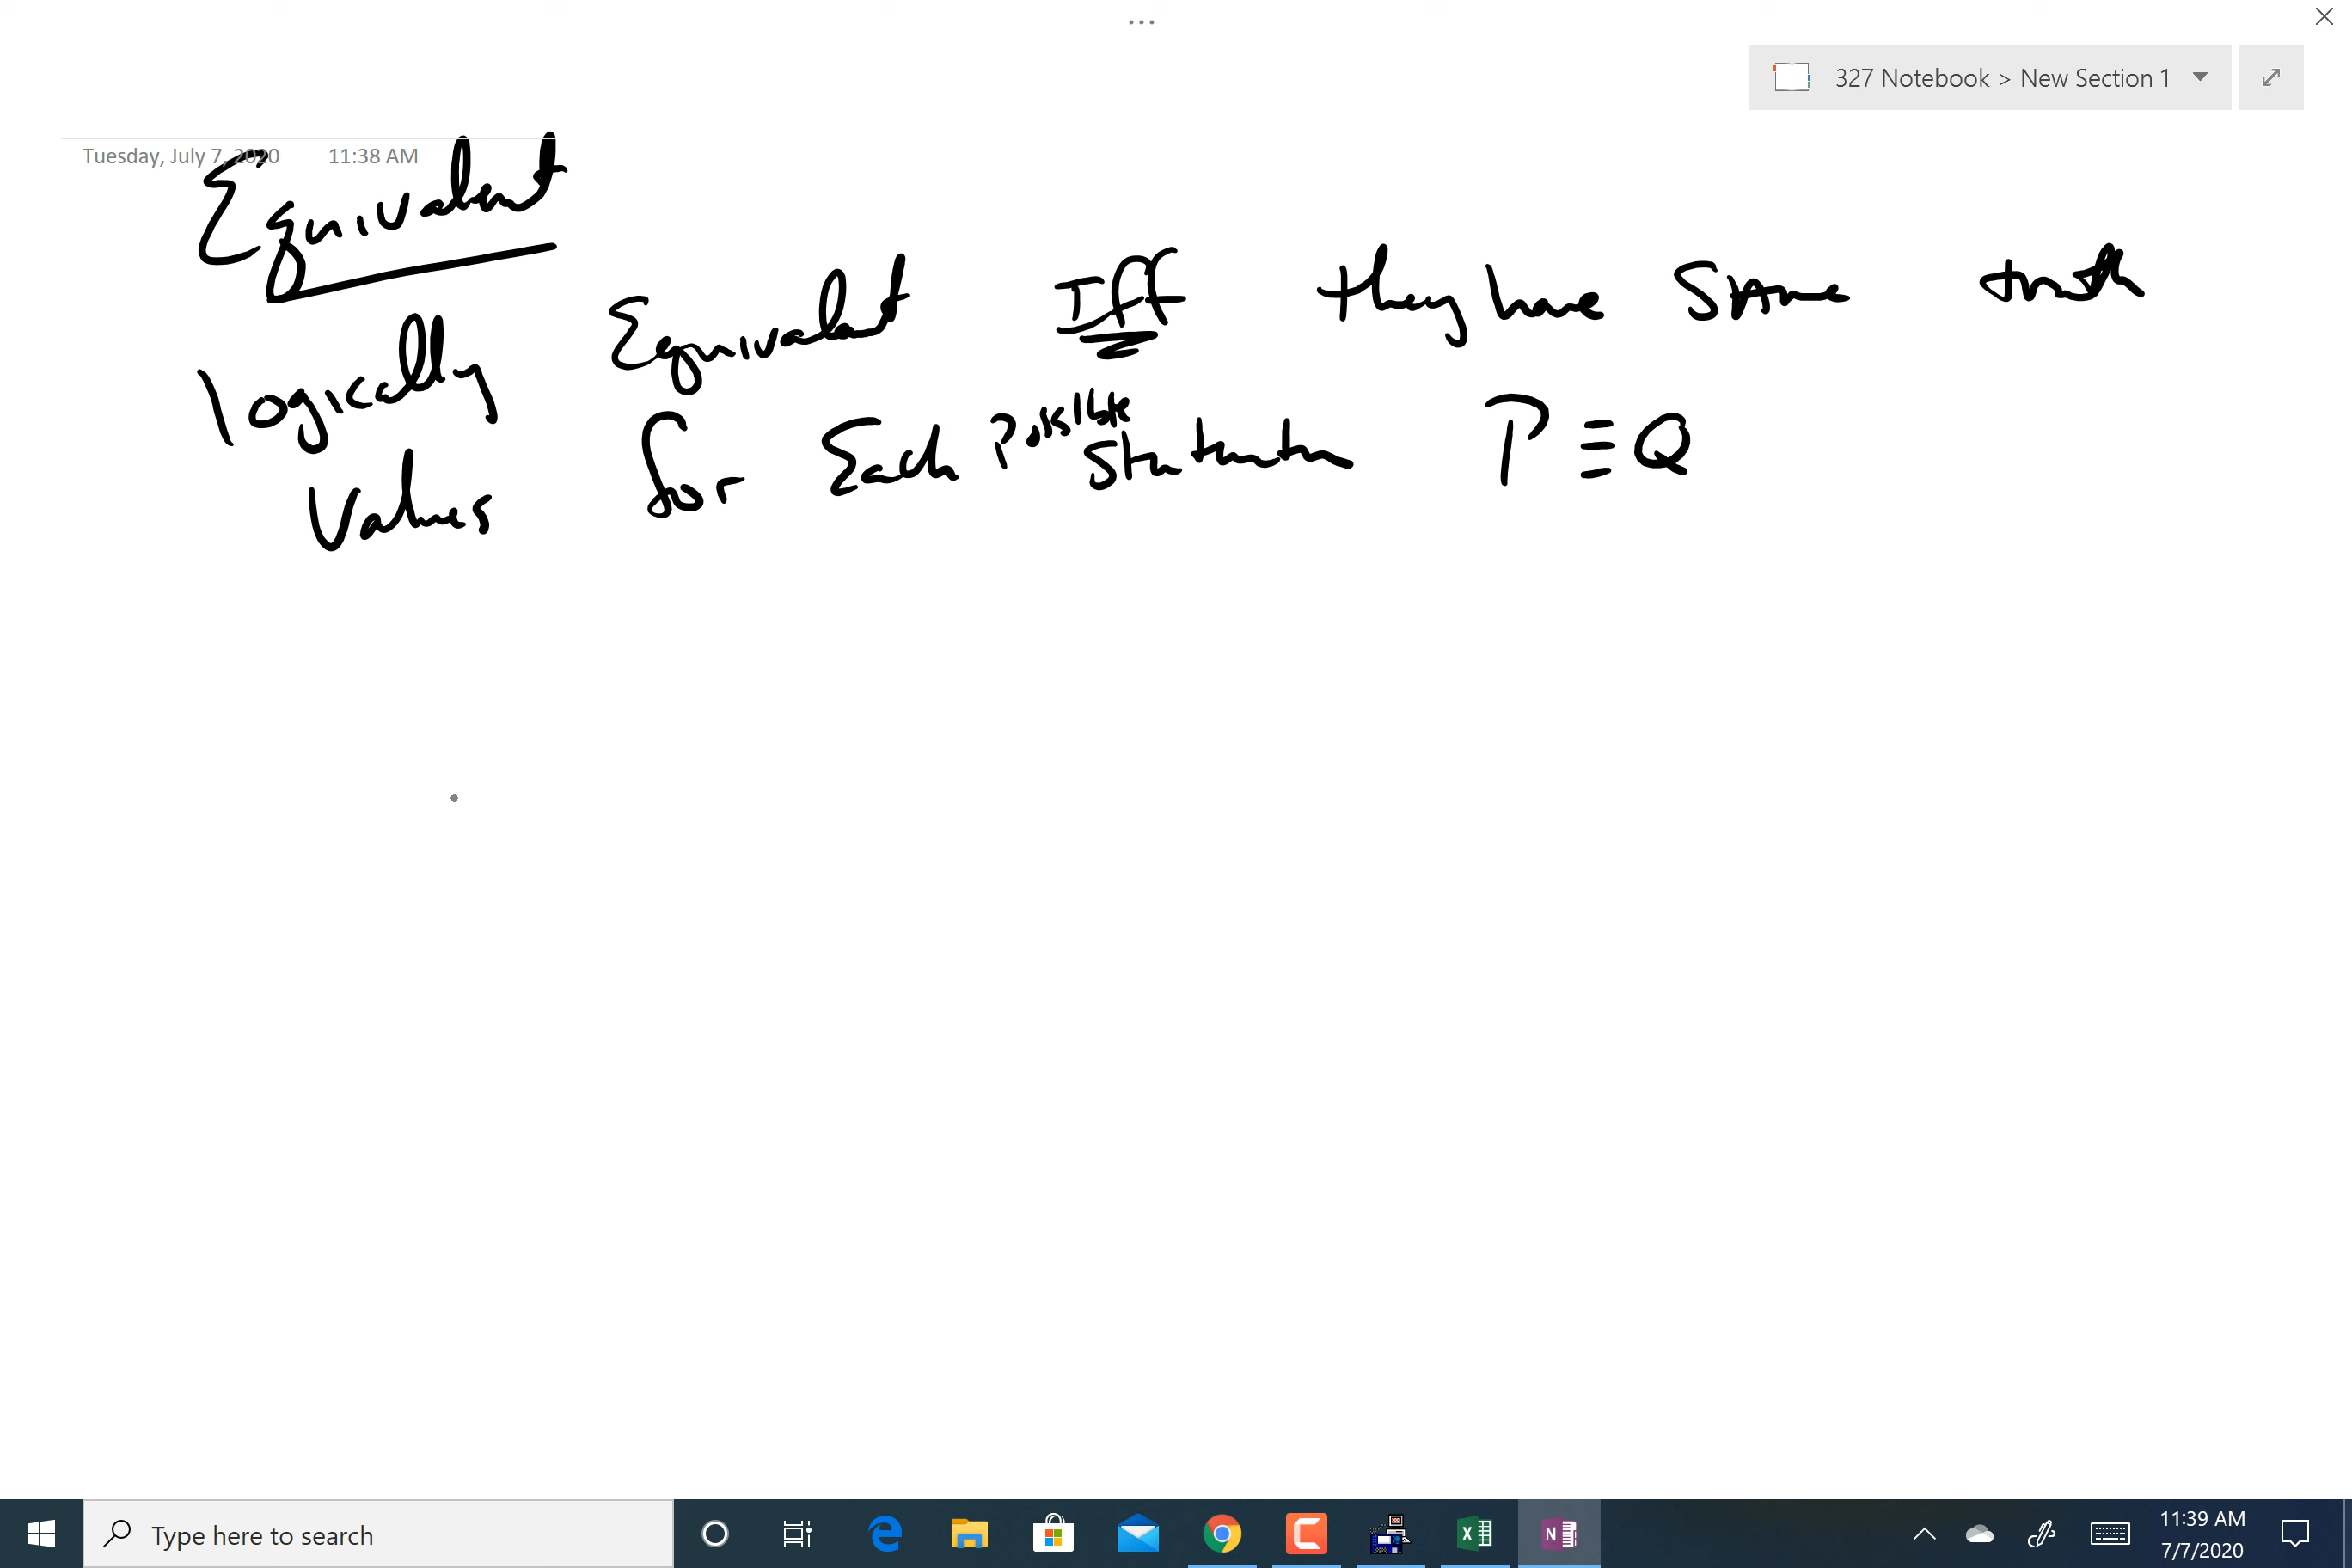 327 Notebook > New Section 1
Tuesday, July 7, 2020 11:38 AM
Equivalent
logically Equivalent Iff they have same truth
Values for Each Possible P ≡ Q
Type here to search
11:39 AM
7/7/2020